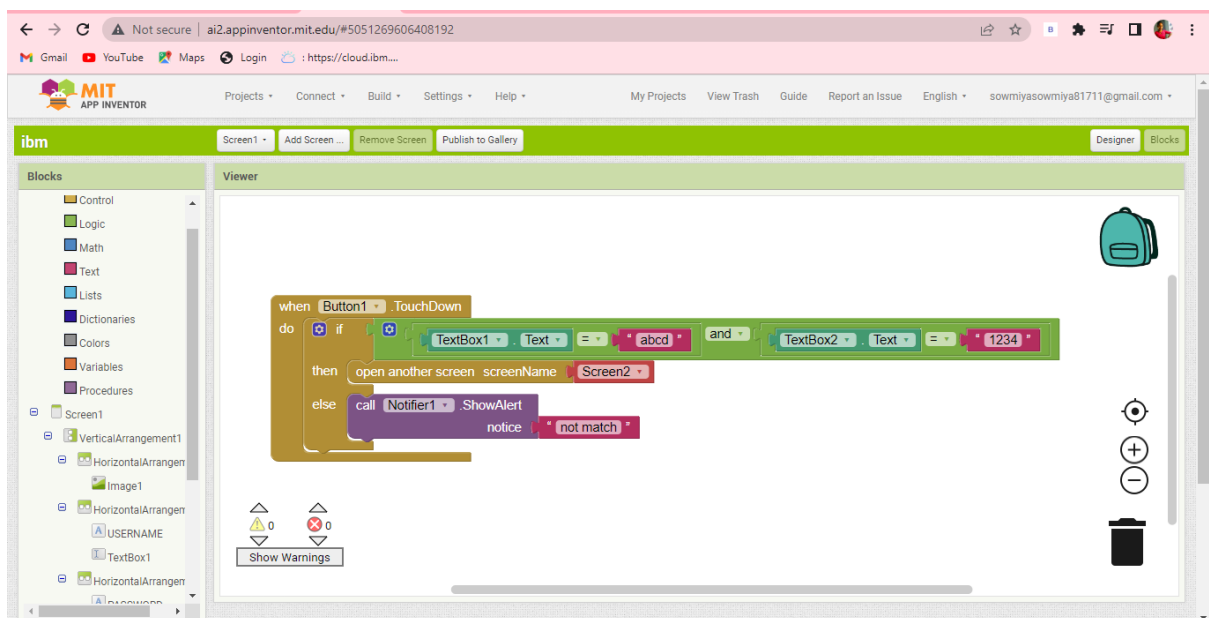 Not secure | ai2.appinventor.mit.edu/#5051269606408192
Gmail YouTube Maps Login : https://cloud.ibm....
MIT
APP INVENTOR
Projects Connect Build Settings Help My Projects View Trash Guide Report an Issue English sowmiyasowmiya81711@gmail.com
ibm Screen1 Add Screen ... Remove Screen Publish to Gallery Designer Blocks
Blocks Viewer
Control
Logic
Math
Text
Lists
Dictionaries
Colors
Variables
Procedures
Screen1
VerticalArrangement1
HorizontalArrangem
Image1
HorizontalArrangem
USERNAME
TextBox1
HorizontalArrangem
PASSWORD
when Button1 .TouchDown
do if TextBox1 . Text = " abcd " and TextBox2 . Text = " 1234 "
then open another screen screenName Screen2
else call Notifier1 .ShowAlert
notice " not match "
0 0
Show Warnings